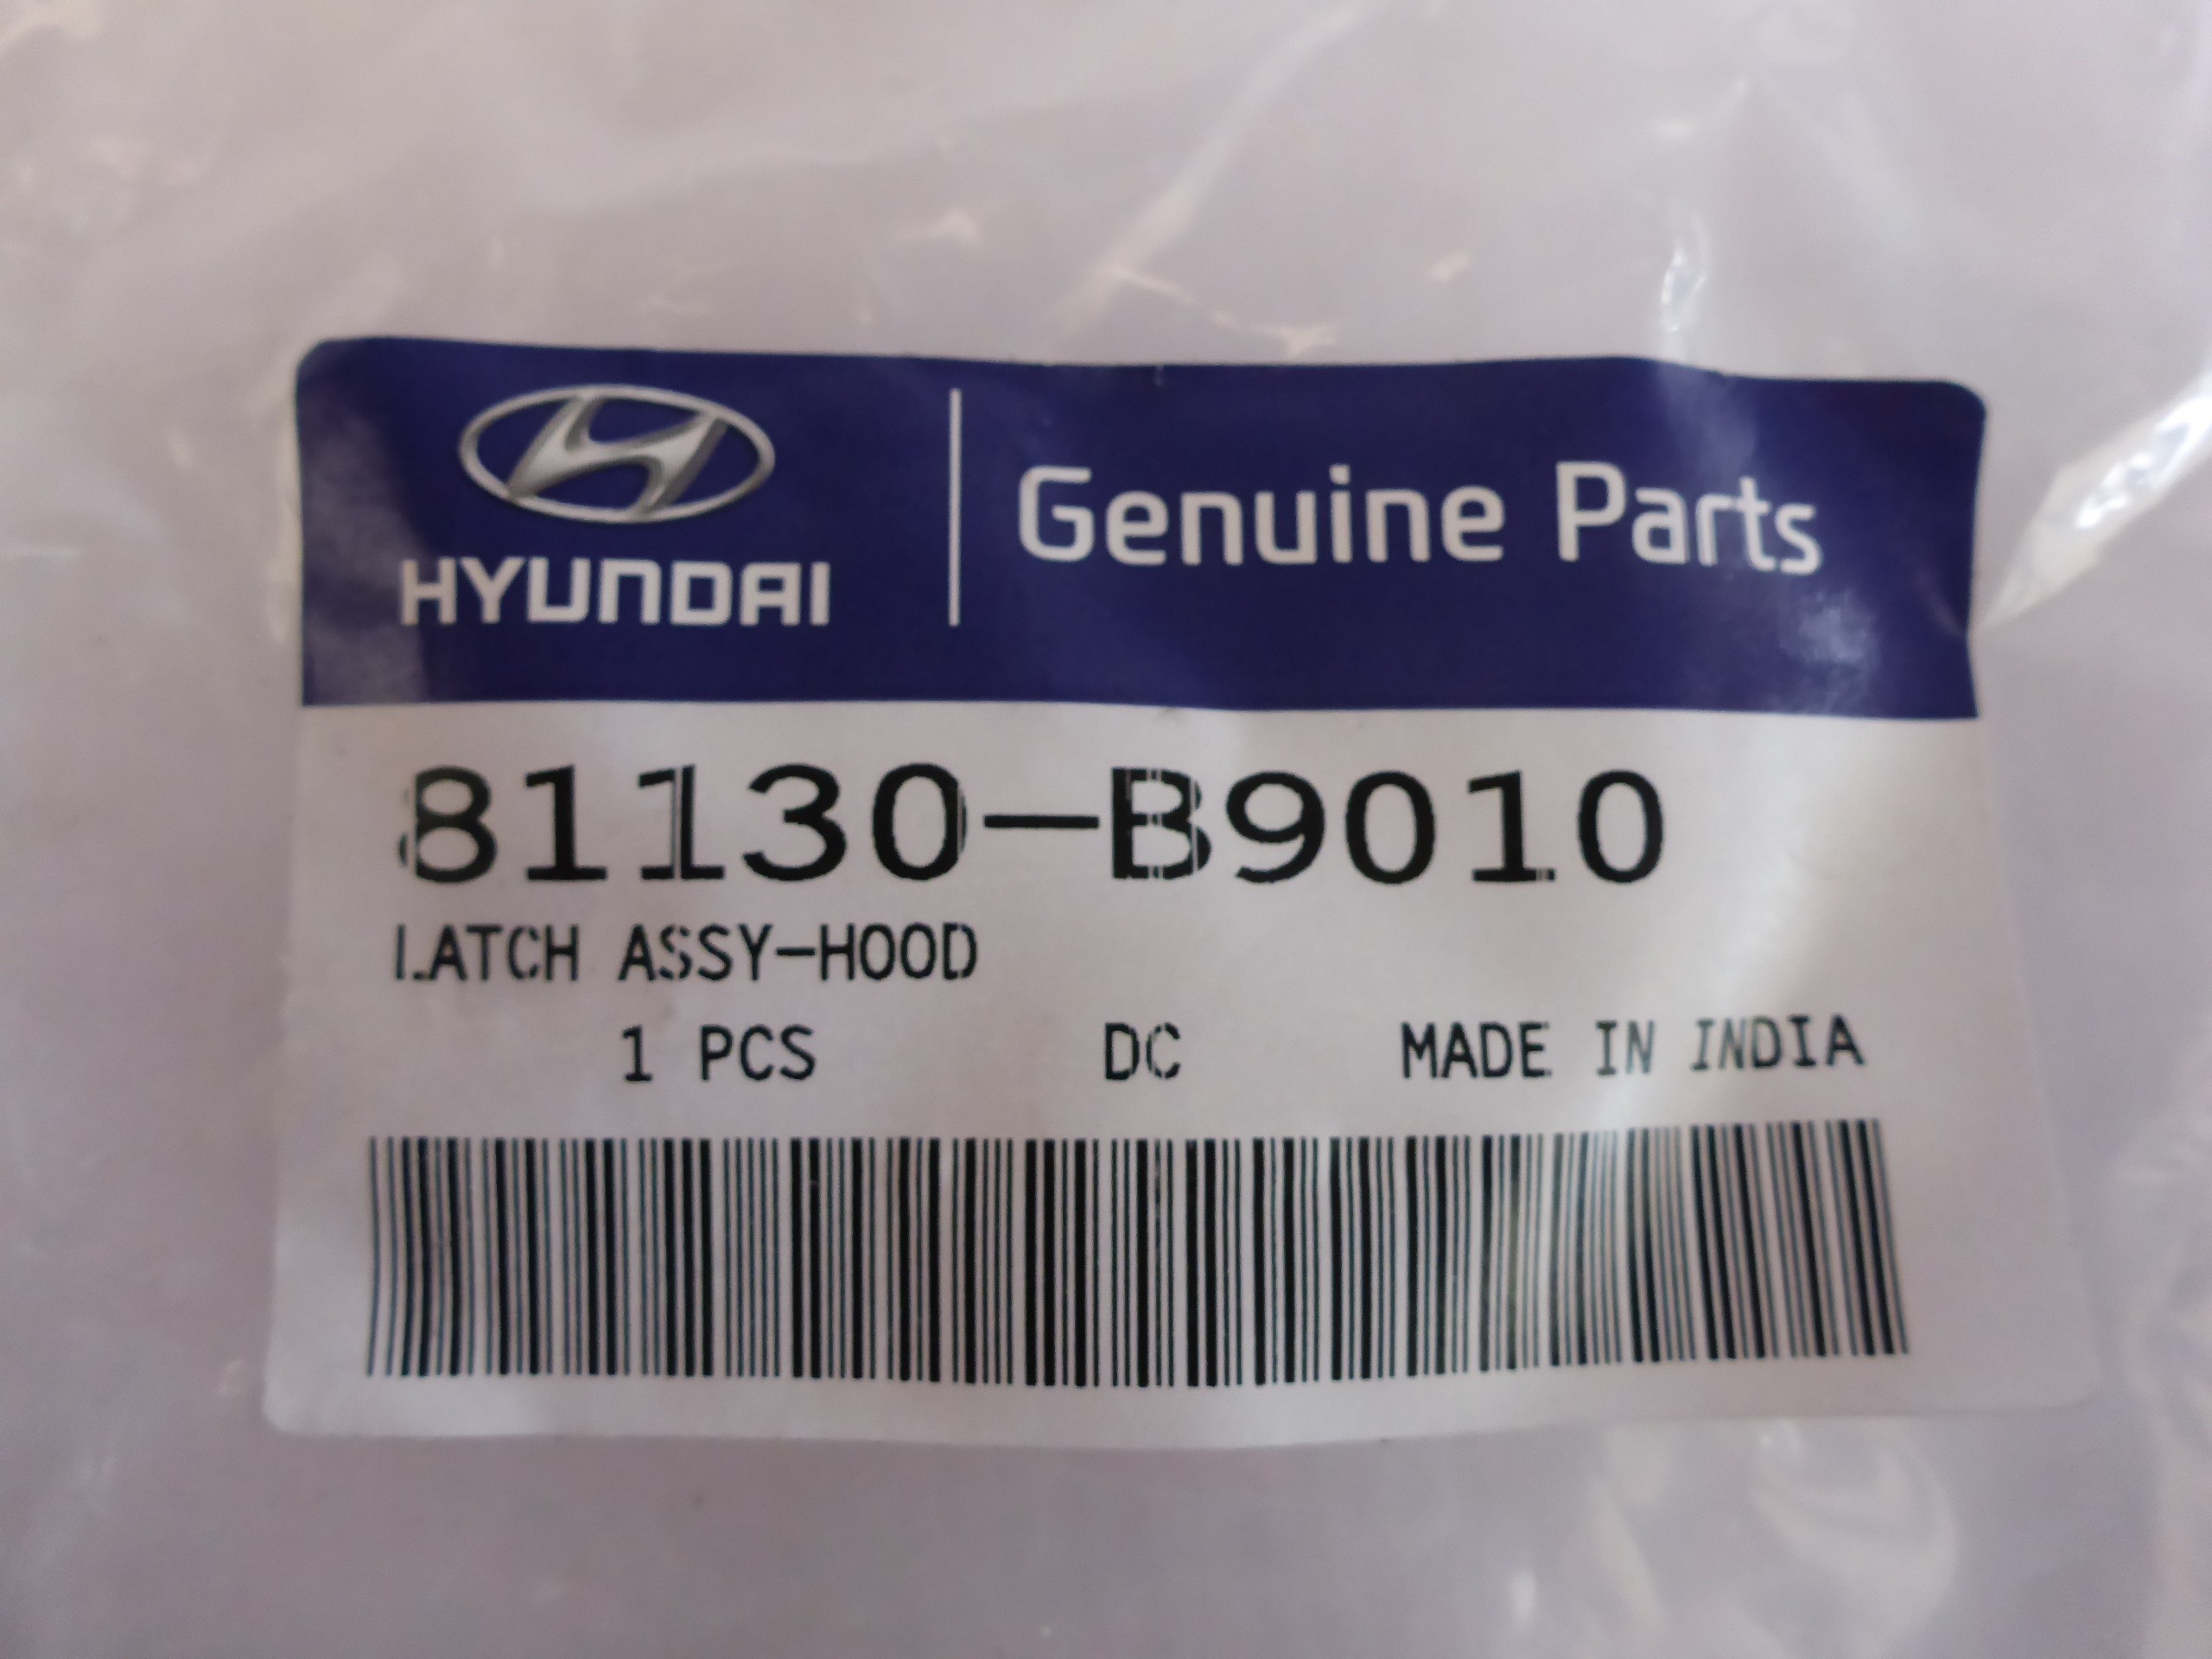 HYUNDAI
Genuine Parts
81130-B9010
LATCH ASSY-HOOD
1 PCS DC MADE IN INDIA